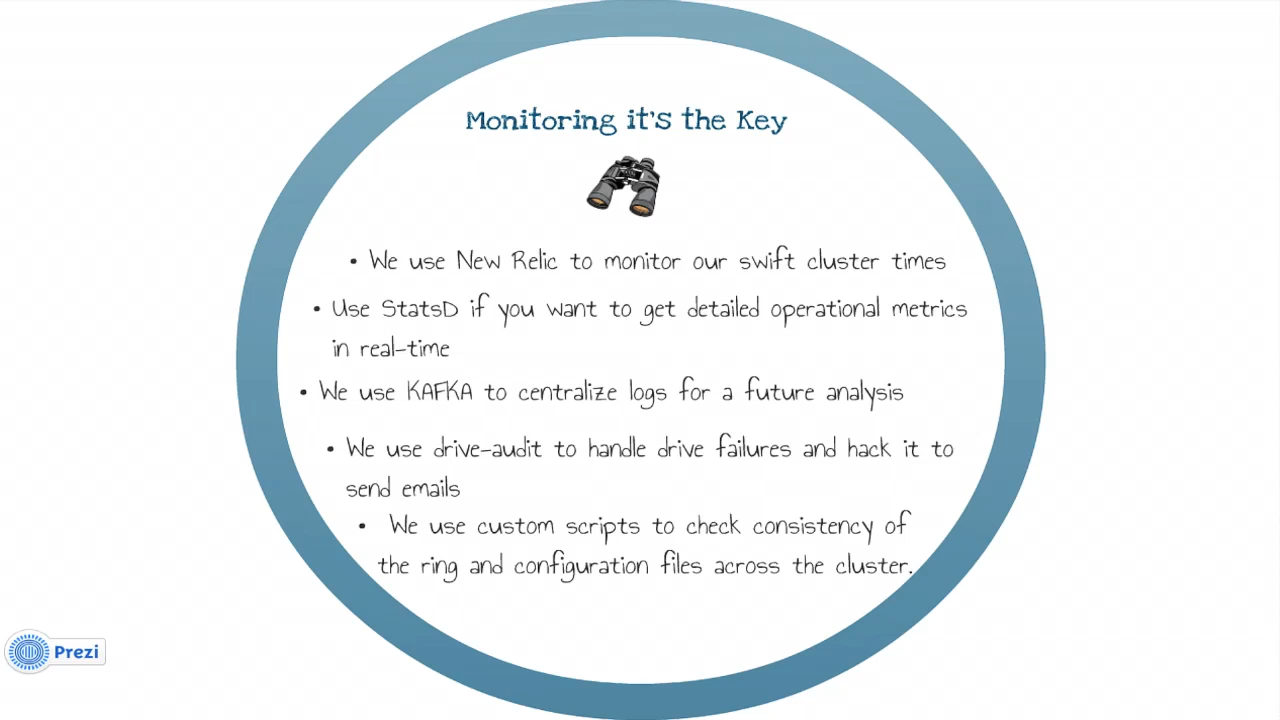 Monitoring it's the Key
• We use New Relic to monitor our swift cluster times
• Use StatsD if you want to get detailed operational metrics
in real-time
• We use KAFKA to centralize logs for a future analysis
• We use drive-audit to handle drive failures and hack it to
send emails
• We use custom scripts to check consistency of
the ring and configuration files across the cluster.
Prezi